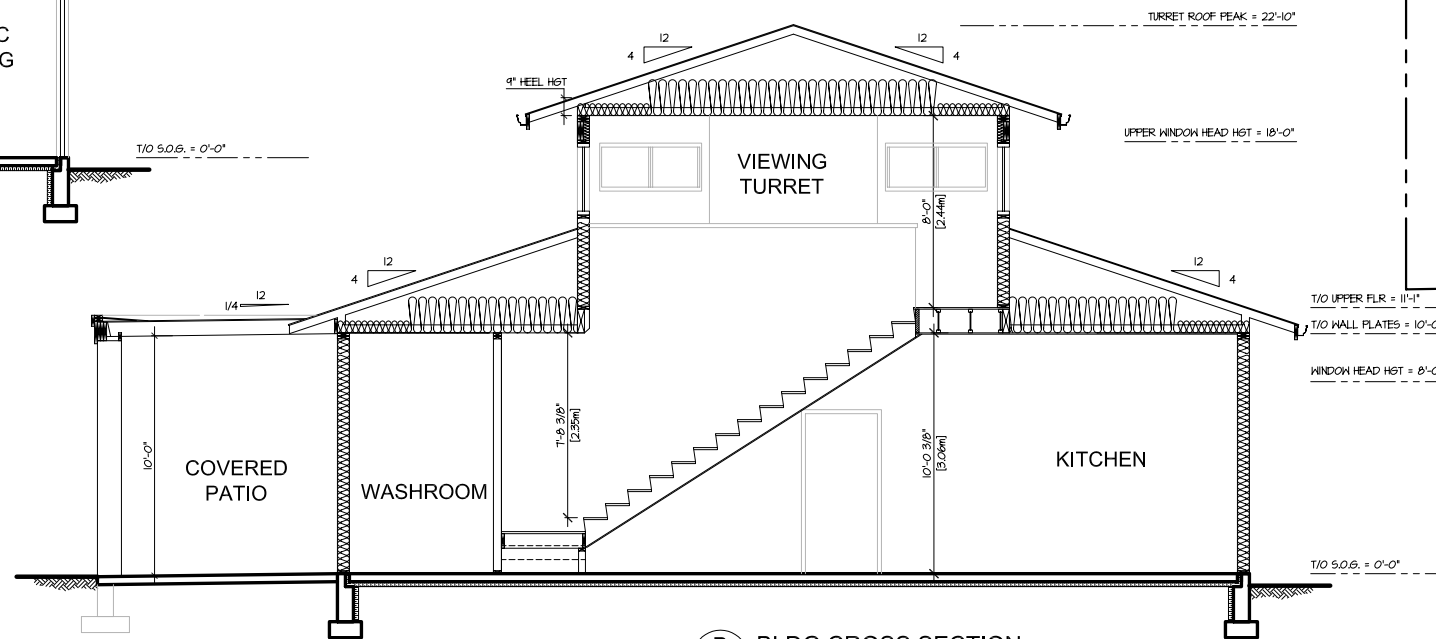 TURRET ROOF PEAK = 22'-10"
C
G
12
4
12
4
9" HEEL HGT
UPPER WINDOW HEAD HGT = 18'-0"
T/O S.O.G. = 0'-0"
VIEWING
TURRET
8'-0"
[2.44m]
12
4
12
4
12
1/4
T/O UPPER FLR = 11'-1"
T/O WALL PLATES = 10'-0
WINDOW HEAD HGT = 8'-0
7'-8 3/8"
[2.35m]
10'-0"
10'-0 3/8"
[3.06m]
COVERED
PATIO
WASHROOM
KITCHEN
T/O S.O.G. = 0'-0"
BLDG CROSS SECTION